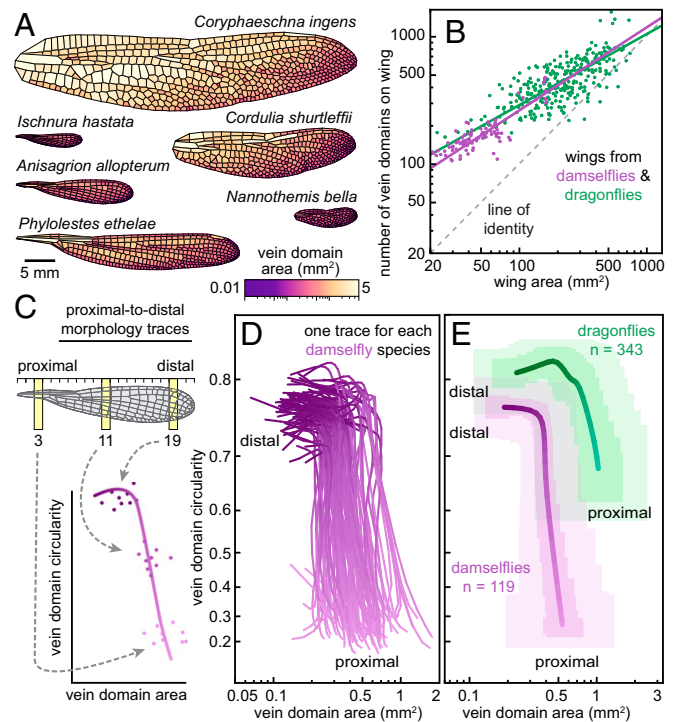 A
Coryphaeschna ingens
Ischnura hastata
Cordulia shurtleffii
Anisagrion allopterum
Nannothemis bella
Phylolestes ethelae
5 mm
vein domain
area (mm²)
0.01
5
B
number of vein domains on wing
1000
500
100
50
20
wings from
damselflies &
dragonflies
line of
identity
20
50
100
500
1000
wing area (mm²)
C
proximal-to-distal
morphology traces
proximal
distal
3
11
19
vein domain circularity
vein domain area
D
one trace for each
damselfly species
distal
proximal
vein domain circularity
0.8
0.7
0.6
0.5
0.4
0.3
0.2
0.05
0.1
0.5
1
2
vein domain area (mm²)
E
dragonflies
n = 343
distal
distal
proximal
damselflies
n = 119
proximal
0.1
0.5
1
3
vein domain area (mm²)